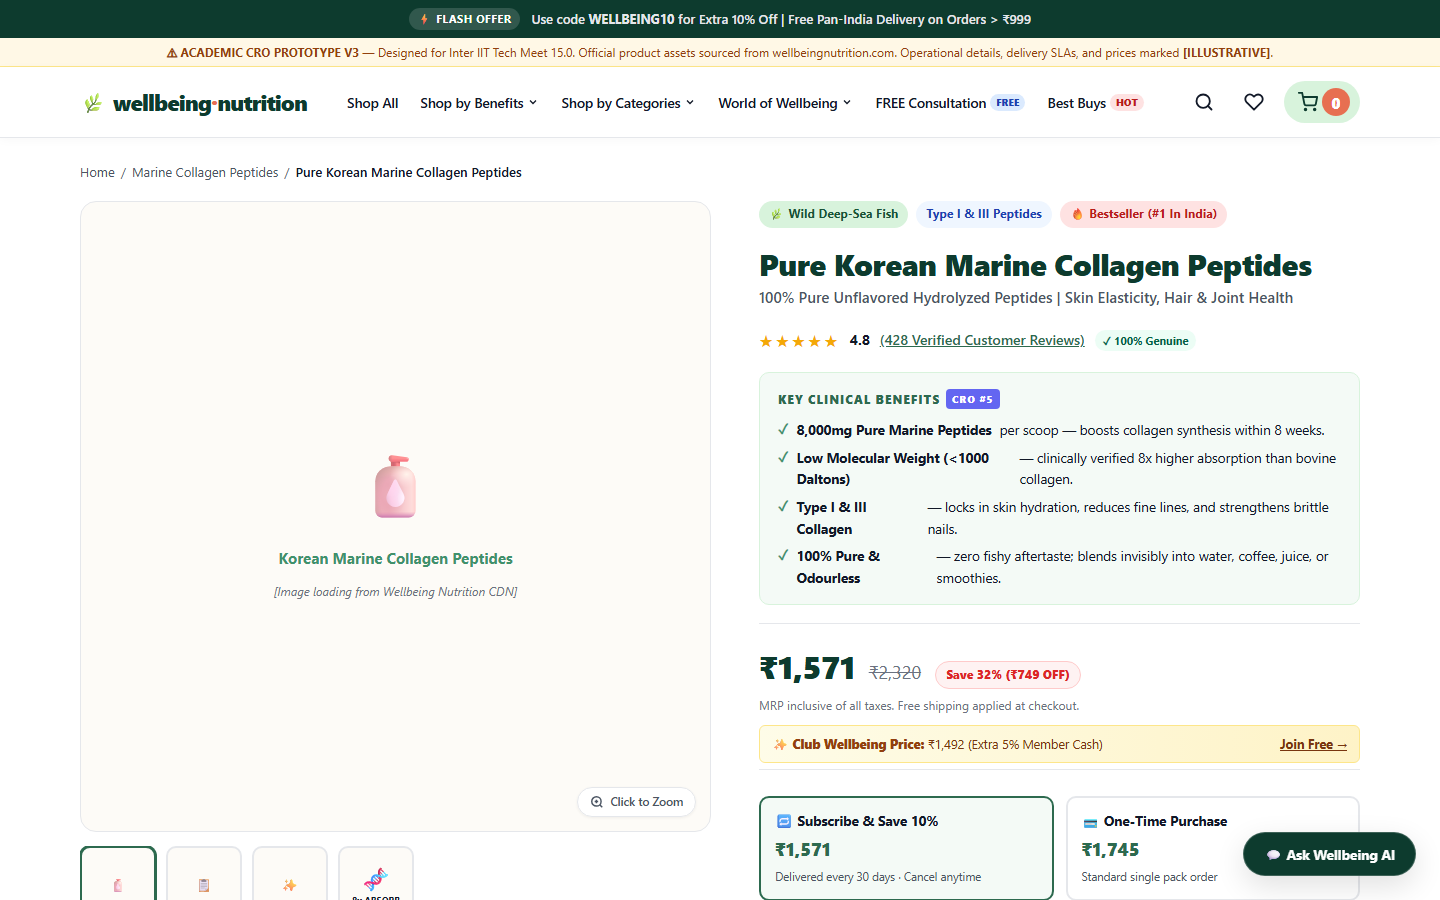 FLASH OFFER Use code WELLBEING10 for Extra 10% Off | Free Pan-India Delivery on Orders > ₹999
⚠ ACADEMIC CRO PROTOTYPE V3 — Designed for Inter IIT Tech Meet 15.0. Official product assets sourced from wellbeingnutrition.com. Operational details, delivery SLAs, and prices marked [ILLUSTRATIVE].
wellbeing·nutrition Shop All Shop by Benefits Shop by Categories World of Wellbeing FREE Consultation FREE Best Buys HOT 0
Home / Marine Collagen Peptides / Pure Korean Marine Collagen Peptides
Korean Marine Collagen Peptides
[Image loading from Wellbeing Nutrition CDN]
Click to Zoom
Wild Deep-Sea Fish Type I & III Peptides Bestseller (#1 In India)
Pure Korean Marine Collagen Peptides
100% Pure Unflavored Hydrolyzed Peptides | Skin Elasticity, Hair & Joint Health
★★★★★ 4.8 (428 Verified Customer Reviews) ✓ 100% Genuine
KEY CLINICAL BENEFITS CRO #5
✓ 8,000mg Pure Marine Peptides per scoop — boosts collagen synthesis within 8 weeks.
✓ Low Molecular Weight (<1000 Daltons) — clinically verified 8x higher absorption than bovine collagen.
✓ Type I & III Collagen — locks in skin hydration, reduces fine lines, and strengthens brittle nails.
✓ 100% Pure & Odourless — zero fishy aftertaste; blends invisibly into water, coffee, juice, or smoothies.
₹1,571 ₹2,320 Save 32% (₹749 OFF)
MRP inclusive of all taxes. Free shipping applied at checkout.
Club Wellbeing Price: ₹1,492 (Extra 5% Member Cash) Join Free →
Subscribe & Save 10%
₹1,571
Delivered every 30 days · Cancel anytime
One-Time Purchase
₹1,745
Standard single pack order
Ask Wellbeing AI